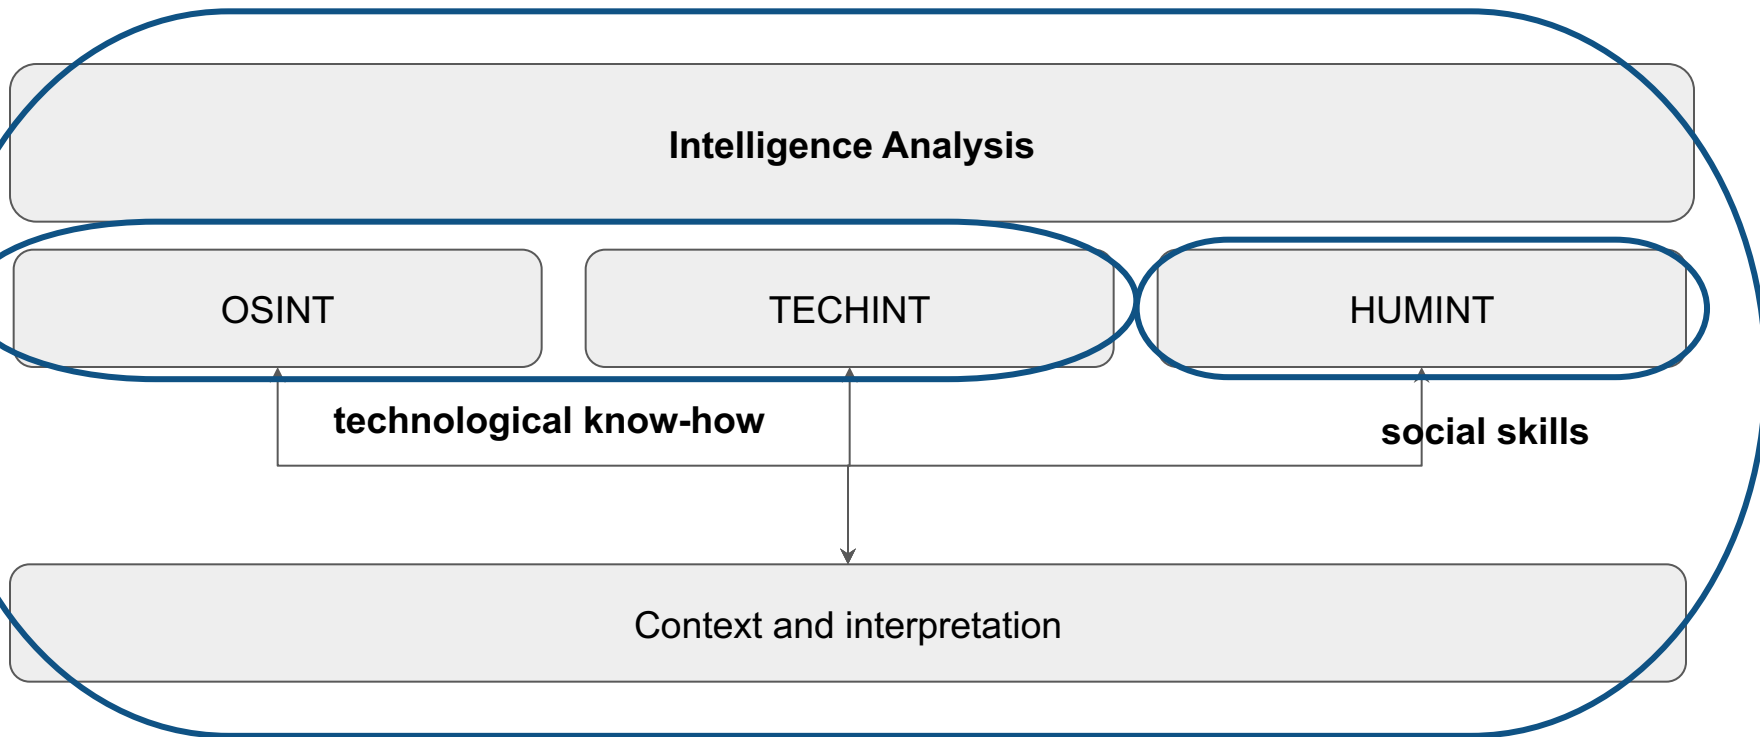 Intelligence Analysis
OSINT
TECHINT
HUMINT
technological know-how
social skills
Context and interpretation